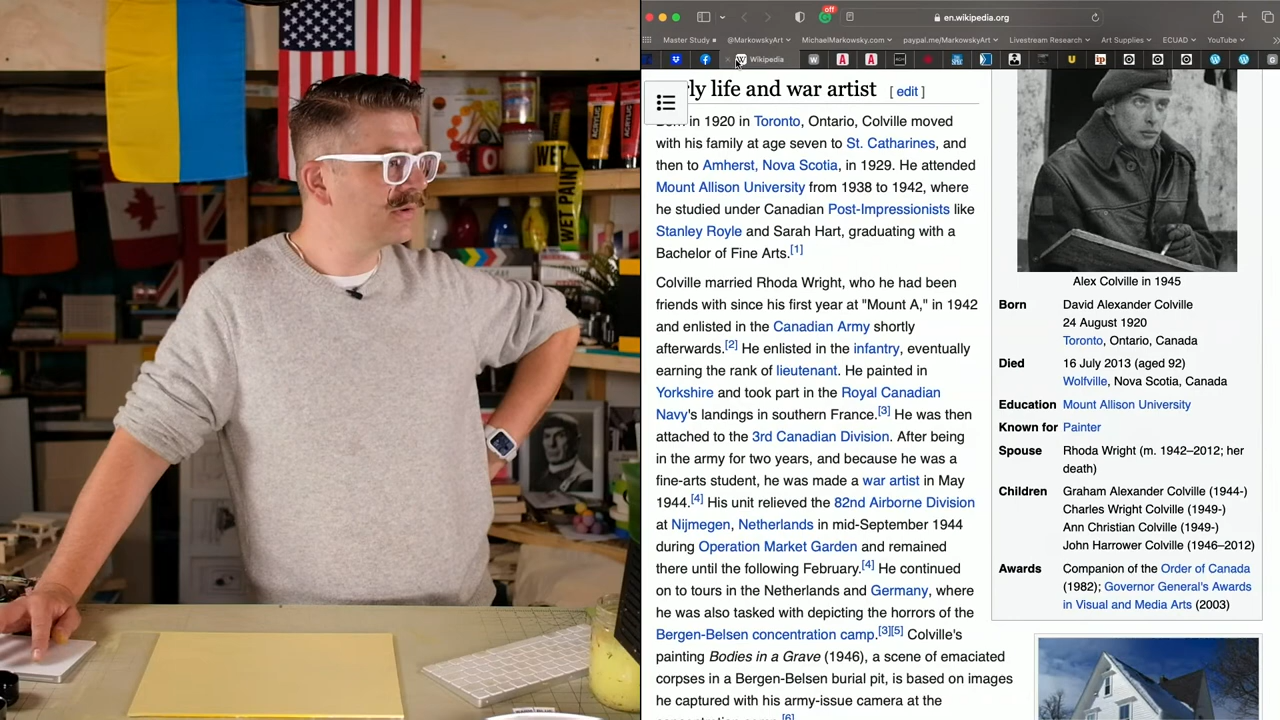 off
en.wikipedia.org
Master Study
@MarkowskyArt
MichaelMarkowsky.com
paypal.me/MarkowskyArt
Livestream Research
Art Supplies
ECUAD
YouTube
Wikipedia
ly life and war artist [ edit ]
in 1920 in Toronto, Ontario, Colville moved
with his family at age seven to St. Catharines, and
then to Amherst, Nova Scotia, in 1929. He attended
Mount Allison University from 1938 to 1942, where
he studied under Canadian Post-Impressionists like
Stanley Royle and Sarah Hart, graduating with a
Bachelor of Fine Arts.[1]
Colville married Rhoda Wright, who he had been
friends with since his first year at "Mount A," in 1942
and enlisted in the Canadian Army shortly
afterwards.[2] He enlisted in the infantry, eventually
earning the rank of lieutenant. He painted in
Yorkshire and took part in the Royal Canadian
Navy's landings in southern France.[3] He was then
attached to the 3rd Canadian Division. After being
in the army for two years, and because he was a
fine-arts student, he was made a war artist in May
1944.[4] His unit relieved the 82nd Airborne Division
at Nijmegen, Netherlands in mid-September 1944
during Operation Market Garden and remained
there until the following February.[4] He continued
on to tours in the Netherlands and Germany, where
he was also tasked with depicting the horrors of the
Bergen-Belsen concentration camp.[3][5] Colville's
painting Bodies in a Grave (1946), a scene of emaciated
corpses in a Bergen-Belsen burial pit, is based on images
he captured with his army-issue camera at the
[6]
Alex Colville in 1945
Born David Alexander Colville
24 August 1920
Toronto, Ontario, Canada
Died 16 July 2013 (aged 92)
Wolfville, Nova Scotia, Canada
Education Mount Allison University
Known for Painter
Spouse Rhoda Wright (m. 1942–2012; her
death)
Children Graham Alexander Colville (1944-)
Charles Wright Colville (1949-)
Ann Christian Colville (1949-)
John Harrower Colville (1946–2012)
Awards Companion of the Order of Canada
(1982); Governor General's Awards
in Visual and Media Arts (2003)
WET
WET PAINT
ACRYLIC
ACRYLIC